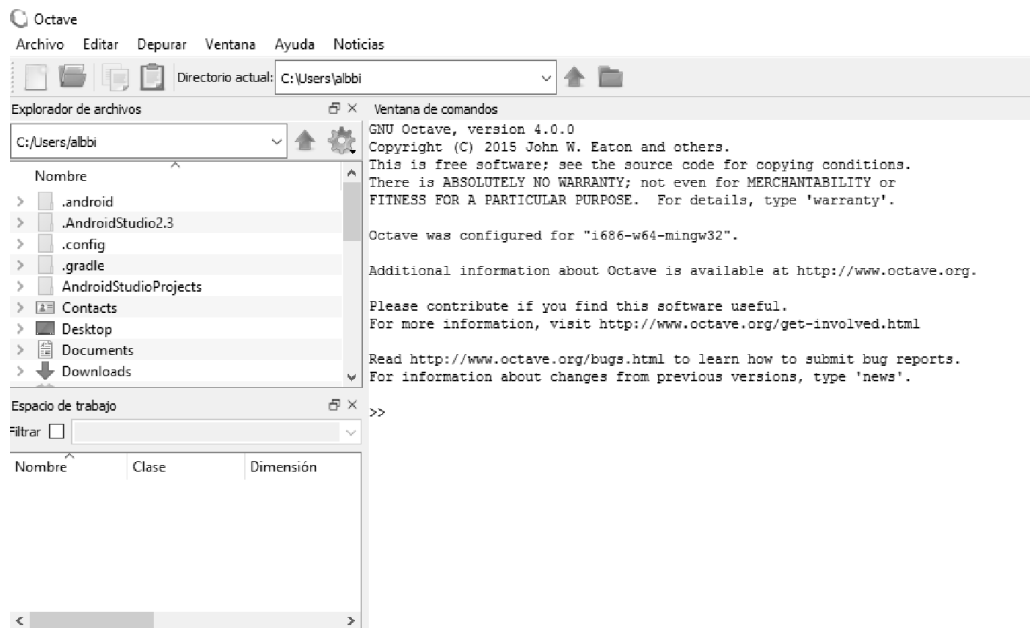 Octave
Archivo Editar Depurar Ventana Ayuda Noticias
Directorio actual: C:\Users\albbi
Explorador de archivos
C:/Users/albbi
Nombre
.android
.AndroidStudio2.3
.config
.gradle
AndroidStudioProjects
Contacts
Desktop
Documents
Downloads
Espacio de trabajo
Filtrar
Nombre Clase Dimensión
Ventana de comandos
GNU Octave, version 4.0.0
Copyright (C) 2015 John W. Eaton and others.
This is free software; see the source code for copying conditions.
There is ABSOLUTELY NO WARRANTY; not even for MERCHANTABILITY or
FITNESS FOR A PARTICULAR PURPOSE.  For details, type 'warranty'.
Octave was configured for "i686-w64-mingw32".
Additional information about Octave is available at http://www.octave.org.
Please contribute if you find this software useful.
For more information, visit http://www.octave.org/get-involved.html
Read http://www.octave.org/bugs.html to learn how to submit bug reports.
For information about changes from previous versions, type 'news'.
>>